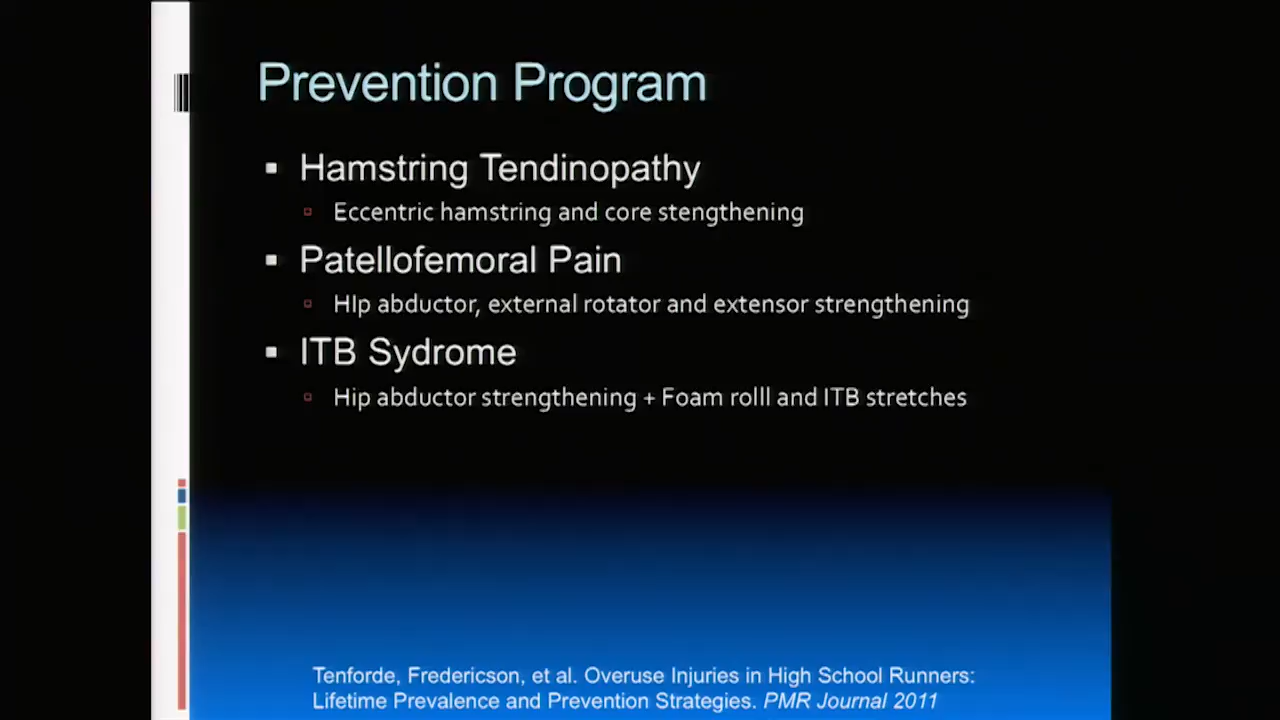 Prevention Program
Hamstring Tendinopathy
Eccentric hamstring and core stengthening
Patellofemoral Pain
HIp abductor, external rotator and extensor strengthening
ITB Sydrome
Hip abductor strengthening + Foam rolll and ITB stretches
Tenforde, Fredericson, et al. Overuse Injuries in High School Runners:
Lifetime Prevalence and Prevention Strategies. PMR Journal 2011